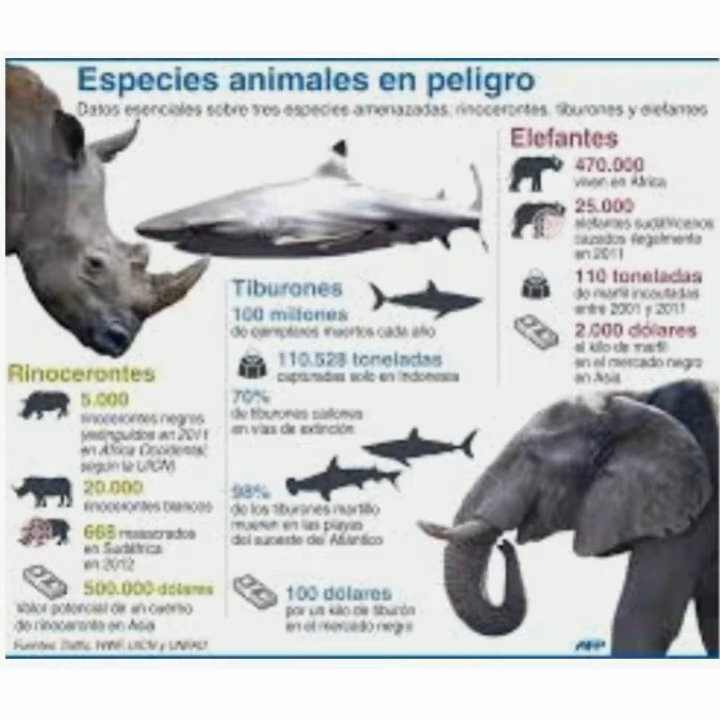 Especies animales en peligro
Datos esenciales sobre tres especies amenazadas: rinocerontes, tiburones y elefantes
Elefantes
470.000
viven en África
25.000
elefantes sudafricanos
cazados ilegalmente
en 2011
110 toneladas
de marfil incautadas
entre 2001 y 2011
2.000 dólares
el kilo de marfil
en el mercado negro
en Asia
Tiburones
100 millones
de ejemplares muertos cada año
110.528 toneladas
capturadas solo en Indonesia
70%
de tiburones
en vías de extinción
98%
de los tiburones martillo
mueren en las playas
del sureste del Atlántico
100 dólares
por un kilo de tiburón
en el mercado negro
Rinocerontes
5.000
rinocerontes negros
(extinguidos en 2011
en África Occidental,
según la UICN)
20.000
rinocerontes blancos
668 masacrados
en Sudáfrica
en 2012
500.000 dólares
Valor potencial de un cuerno
de rinoceronte en Asia
Fuentes: WWF, UICN y
AFP